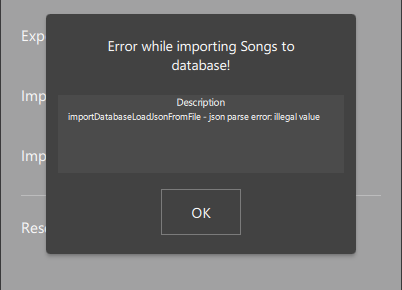 Error while importing Songs to
database!
Description
importDatabaseLoadJsonFromFile - json parse error: illegal value
OK
Exp
Imp
Imp
Res